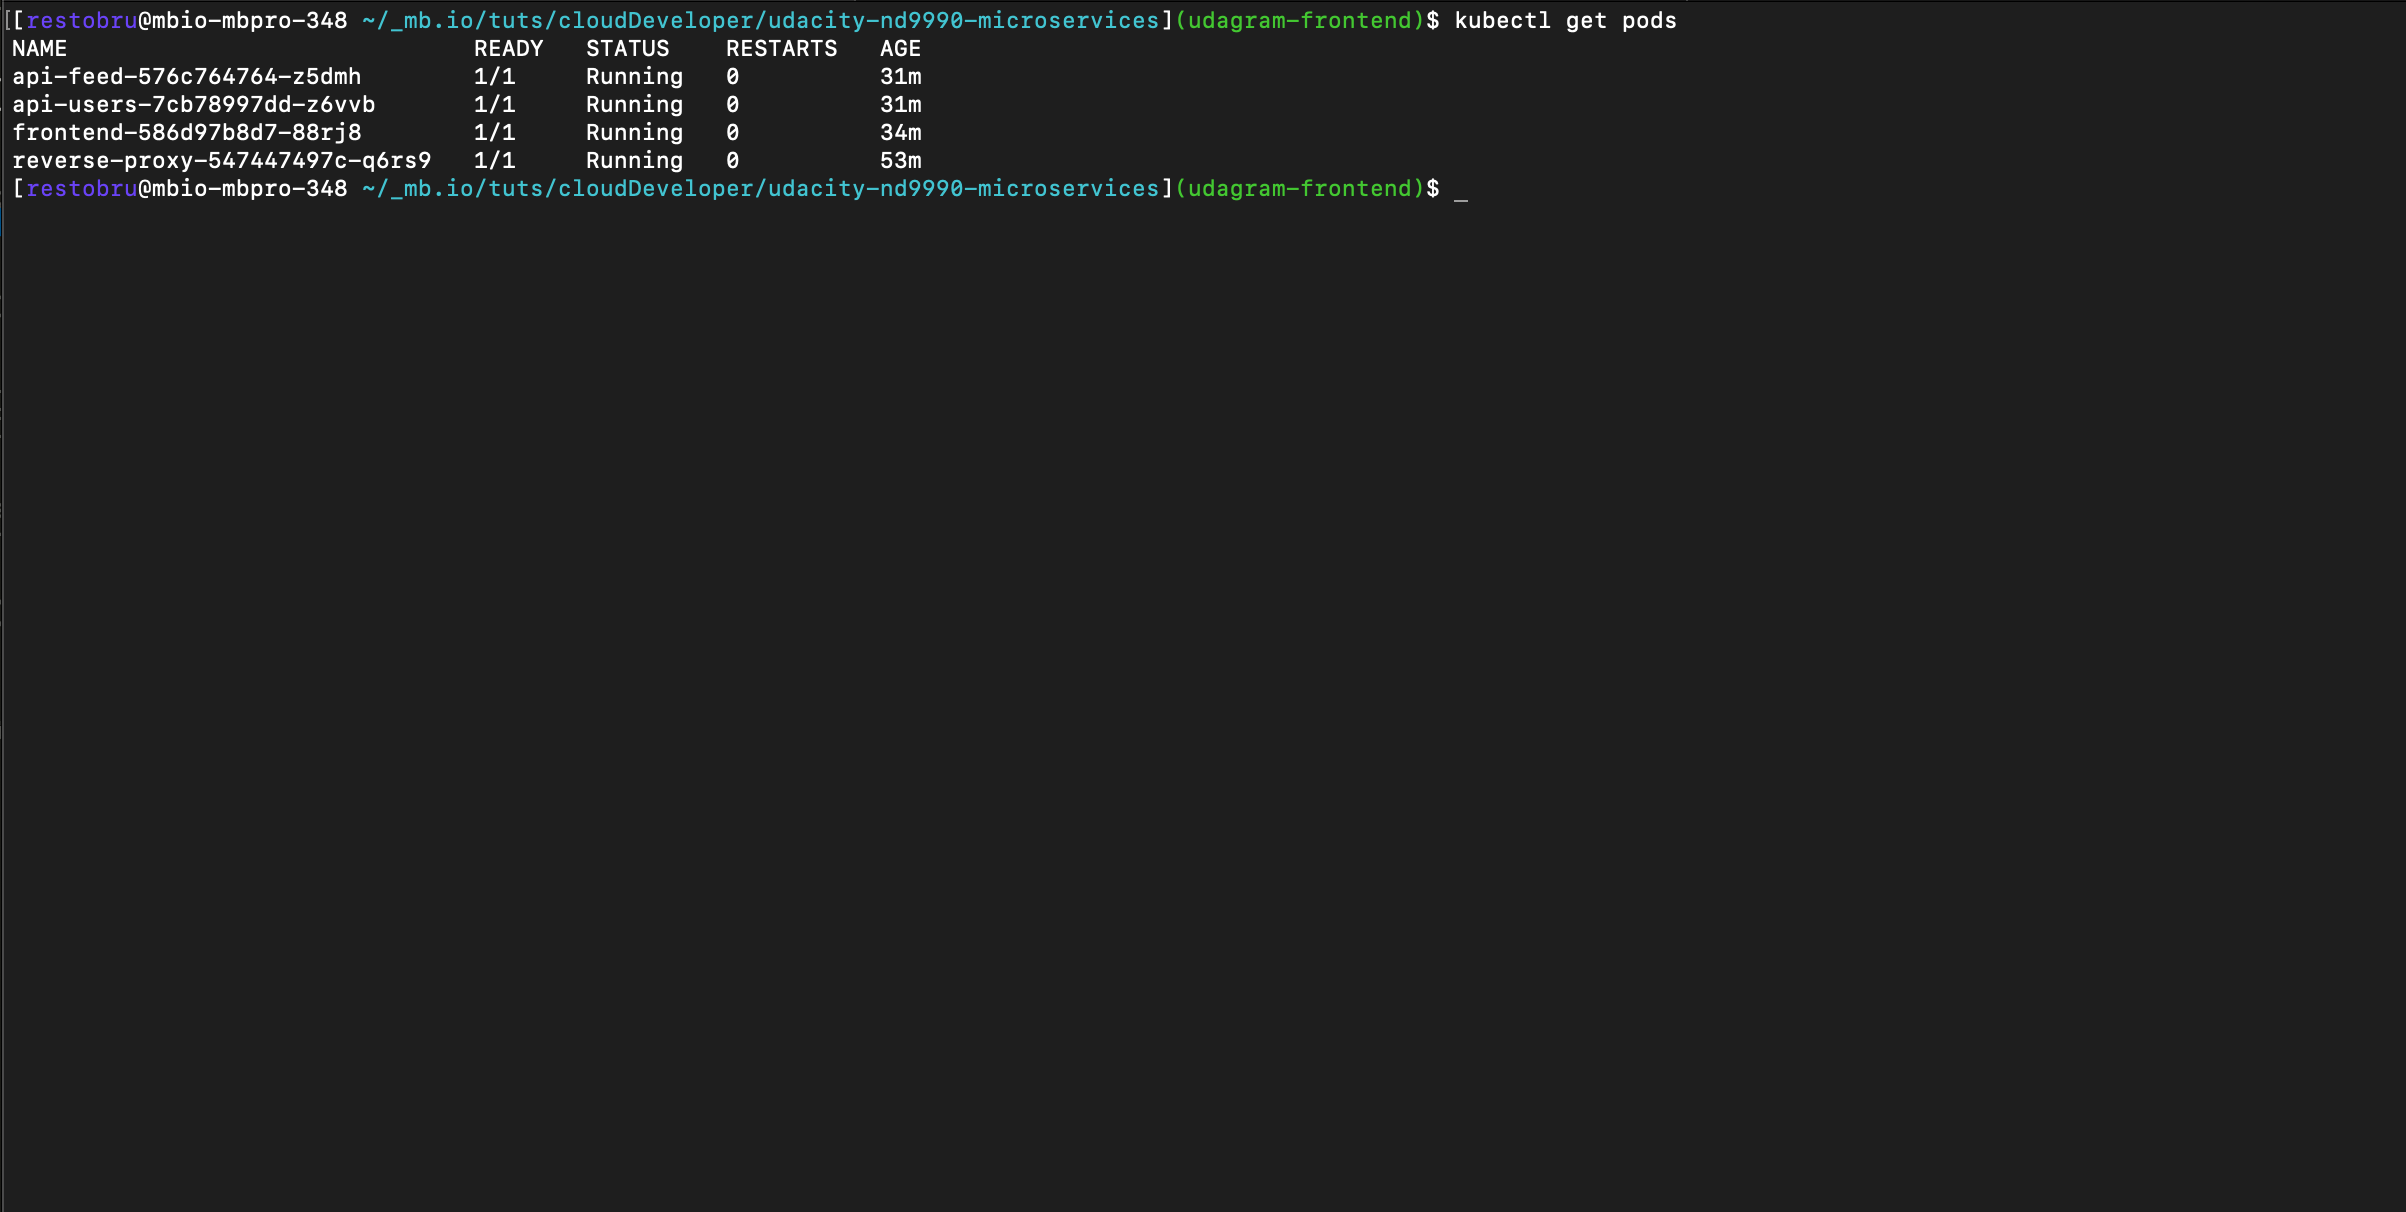 [[restobru@mbio-mbpro-348 ~/_mb.io/tuts/cloudDeveloper/udacity-nd9990-microservices](udagram-frontend)$ kubectl get pods
NAME                             READY   STATUS    RESTARTS   AGE
api-feed-576c764764-z5dmh        1/1     Running   0          31m
api-users-7cb78997dd-z6vvb       1/1     Running   0          31m
frontend-586d97b8d7-88rj8        1/1     Running   0          34m
reverse-proxy-547447497c-q6rs9   1/1     Running   0          53m
[restobru@mbio-mbpro-348 ~/_mb.io/tuts/cloudDeveloper/udacity-nd9990-microservices](udagram-frontend)$ _